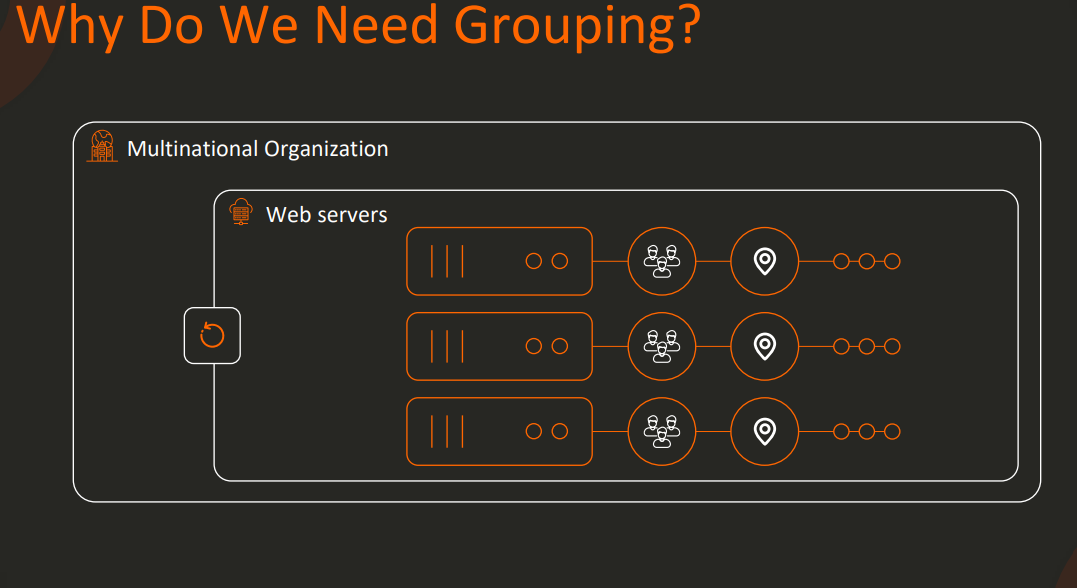 Why Do We Need Grouping?
Multinational Organization
Web servers